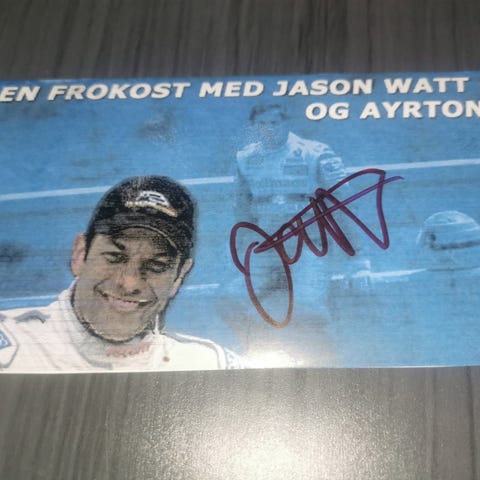 EN FROKOST MED JASON WATT
OG AYRTON